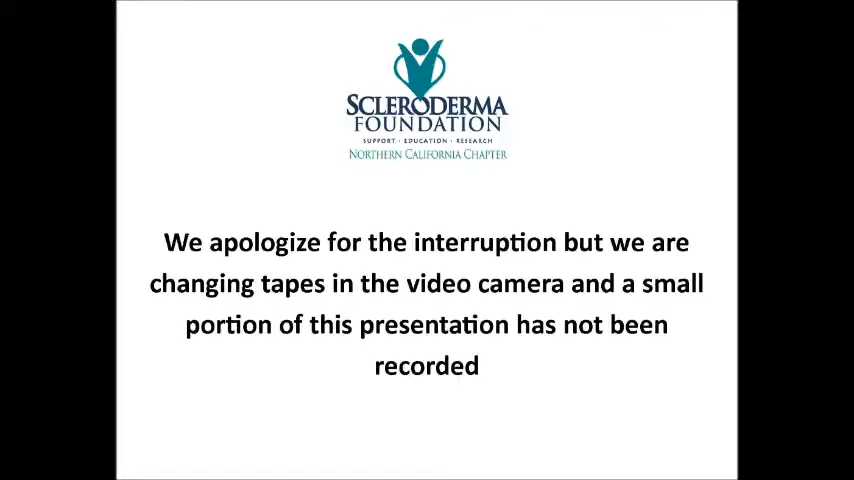 SCLERODERMA
FOUNDATION
SUPPORT · EDUCATION · RESEARCH
NORTHERN CALIFORNIA CHAPTER
We apologize for the interruption but we are
changing tapes in the video camera and a small
portion of this presentation has not been
recorded